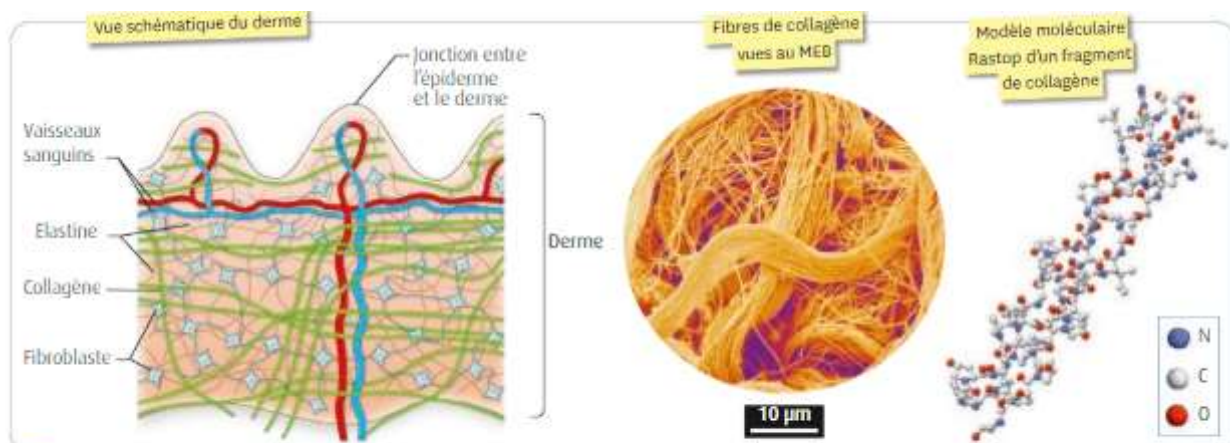 Vue schématique du derme
Jonction entre
l'épiderme
et le derme
Vaisseaux
sanguins
Elastine
Collagène
Fibroblaste
Derme
Fibres de collagène
vues au MEB
10 µm
Modèle moléculaire
Rastop d'un fragment
de collagène
N
C
O